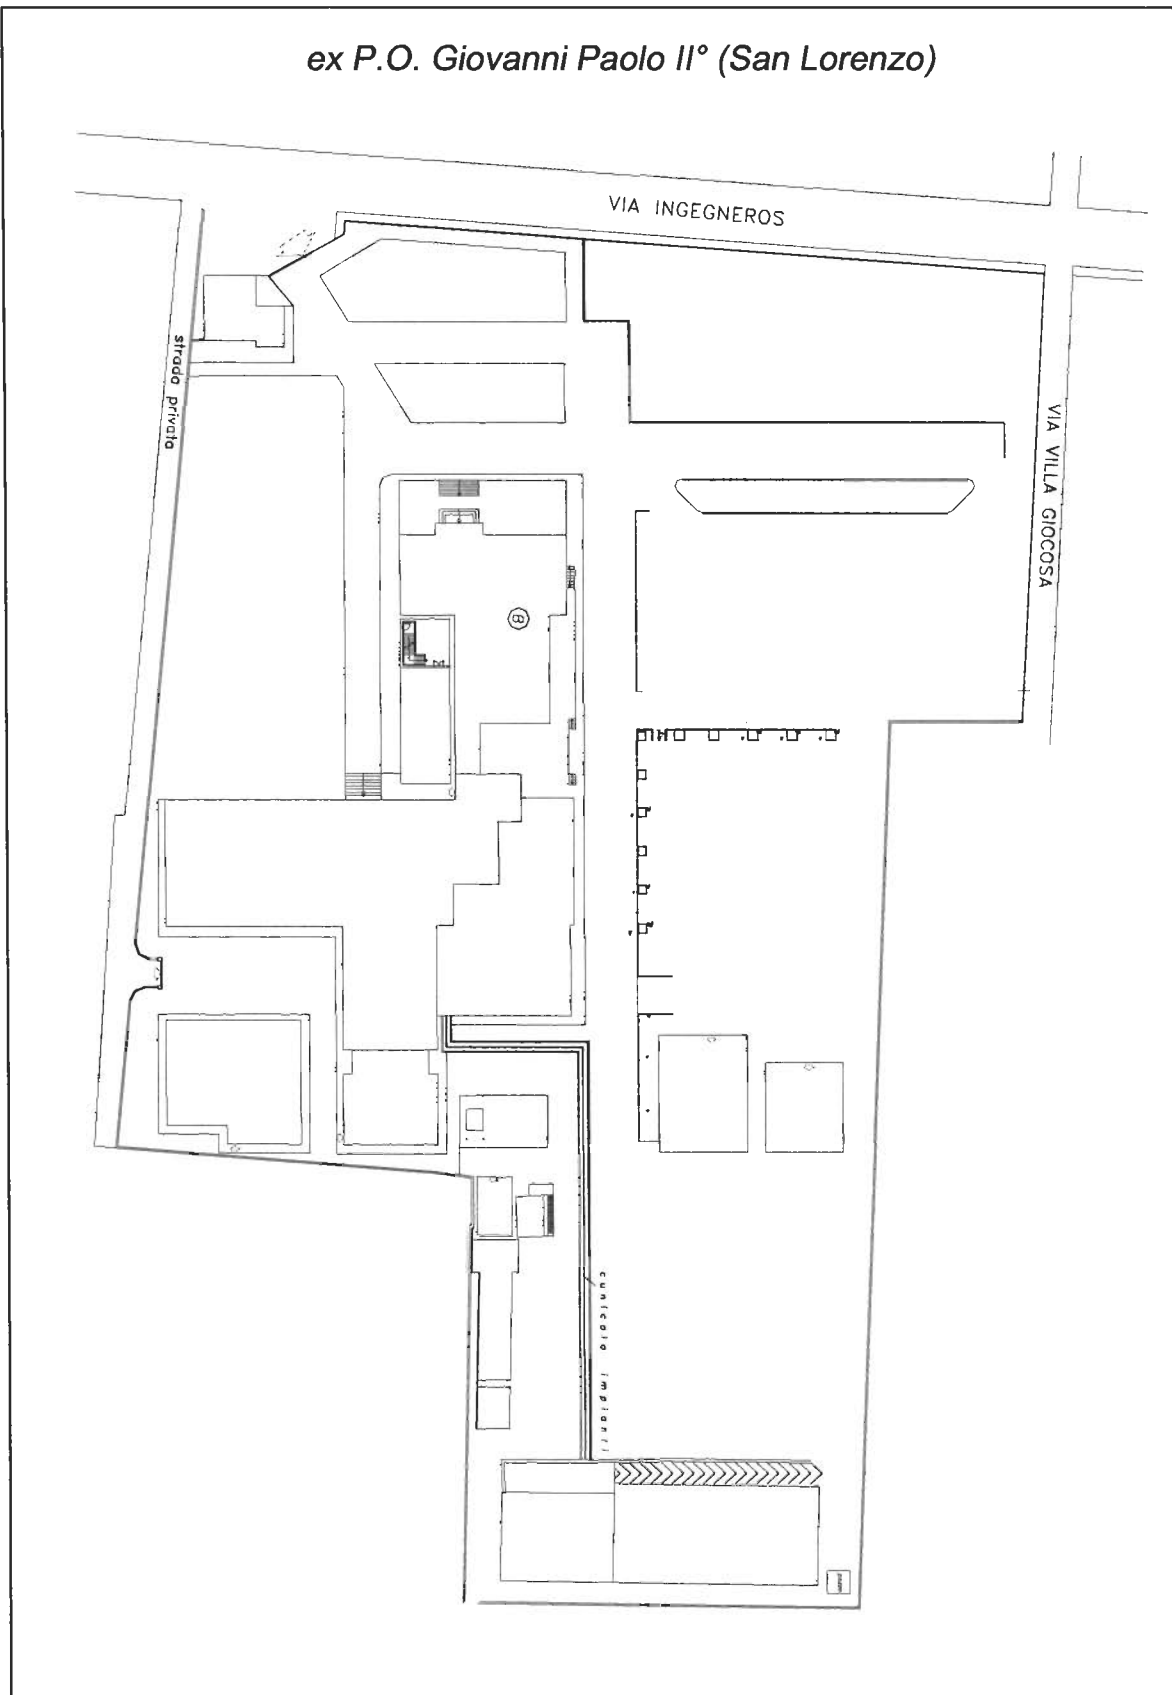 ex P.O. Giovanni Paolo II° (San Lorenzo)
VIA INGEGNEROS
strada privata
VIA VILLA GIOCOSA
B
cunicolo impianti